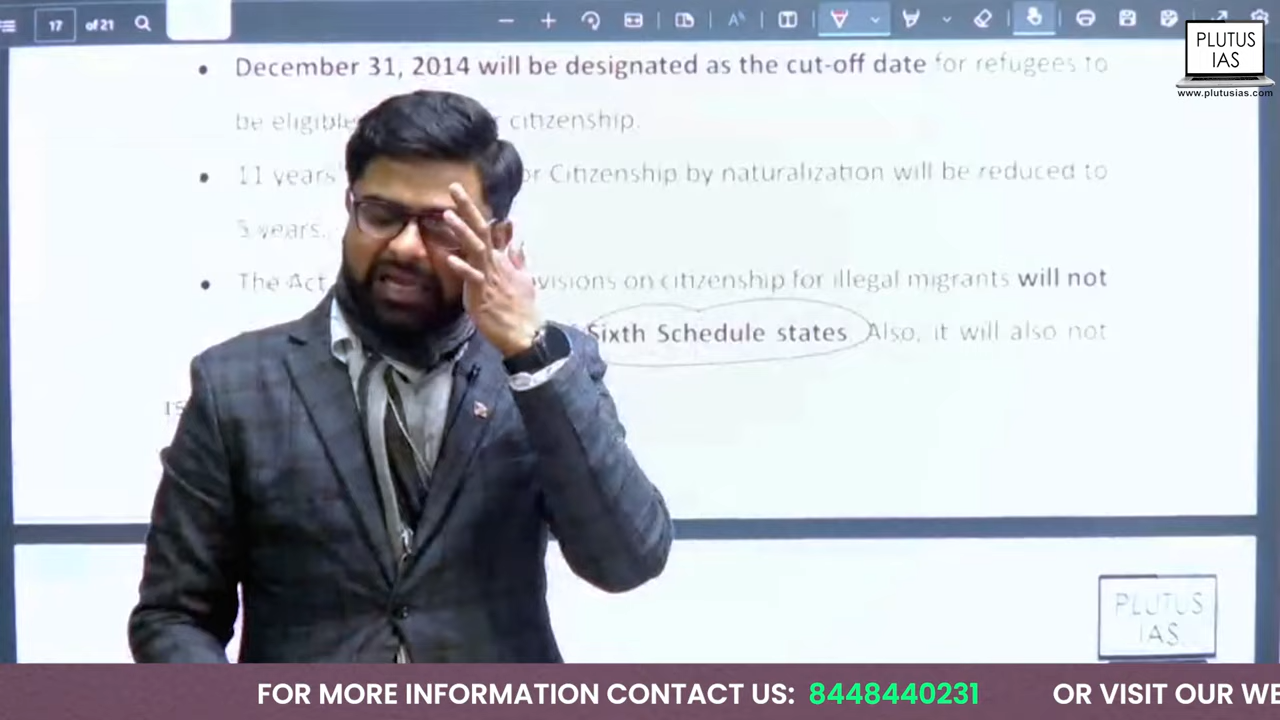 17 of 21
PLUTUS
IAS
www.plutusias.com
• December 31, 2014 will be designated as the cut-off date for refugees to
be eligible citizenship.
• 11 years or Citizenship by naturalization will be reduced to
5 years.
• The Act visions on citizenship for illegal migrants will not
Sixth Schedule states Also, it will also not
PLUTUS
IAS
FOR MORE INFORMATION CONTACT US: 8448440231 OR VISIT OUR WE